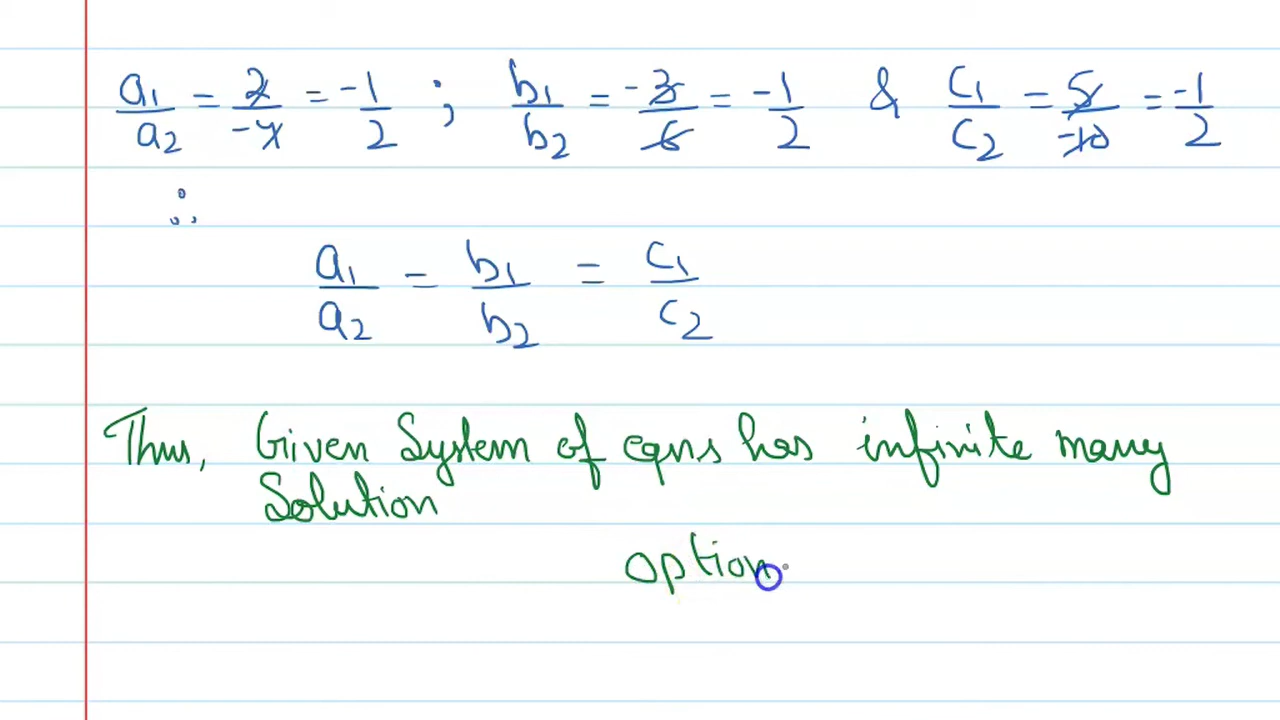 a1/a2 = 2/-4 = -1/2 ; b1/b2 = -3/6 = -1/2 & c1/c2 = 5/-10 = -1/2
∴
a1/a2 = b1/b2 = c1/c2
Thus, Given System of eqns has infinite many
Solution
option